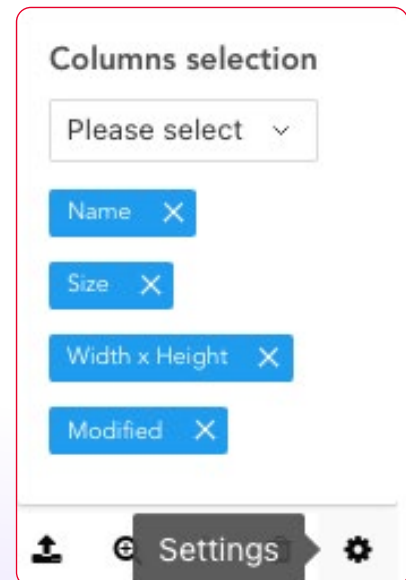 Columns selection
Please select
Name
Size
Width x Height
Modified
Settings